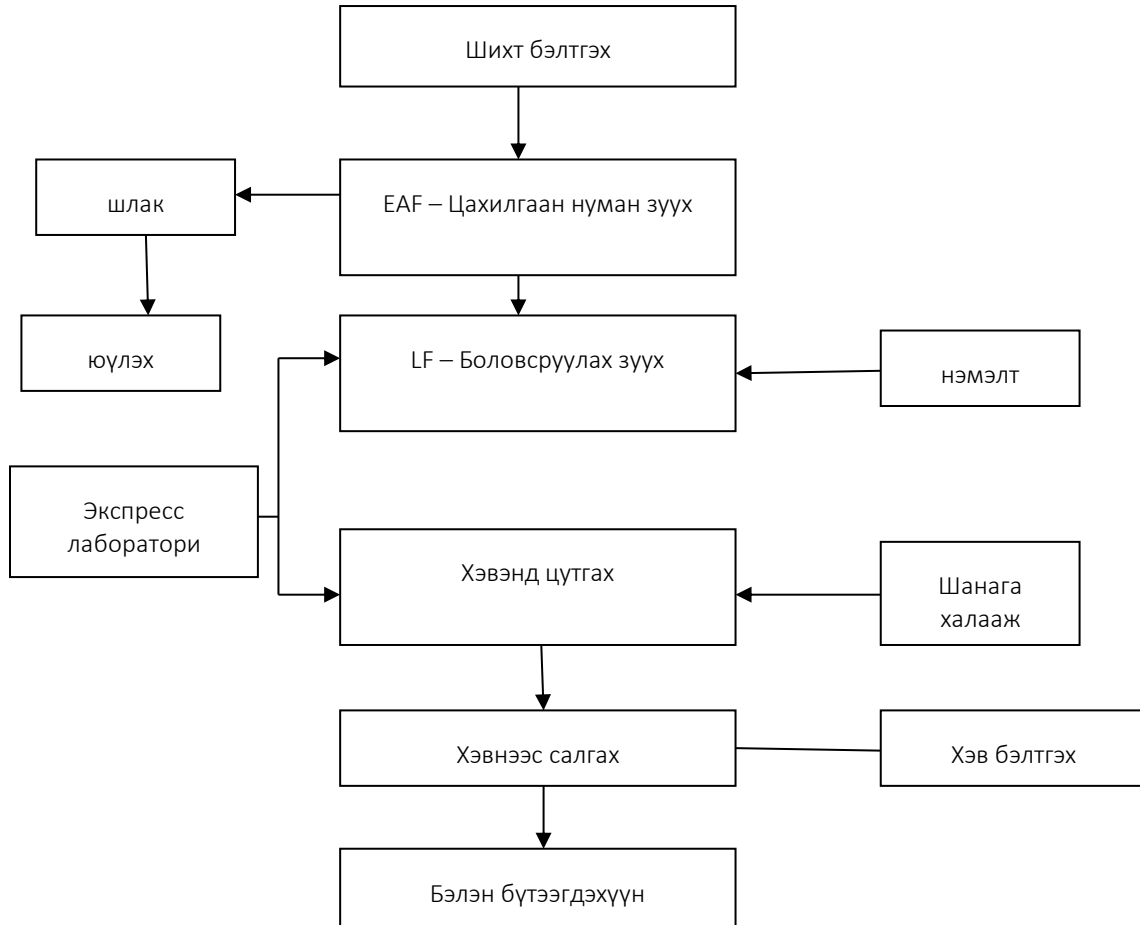 Шихт бэлтгэх
шлак
EAF – Цахилгаан нуман зуух
юүлэх
LF – Боловсруулах зуух
нэмэлт
Экспресс
лаборатори
Хэвэнд цутгах
Шанага
халааж
Хэвнээс салгах
Хэв бэлтгэх
Бэлэн бүтээгдэхүүн